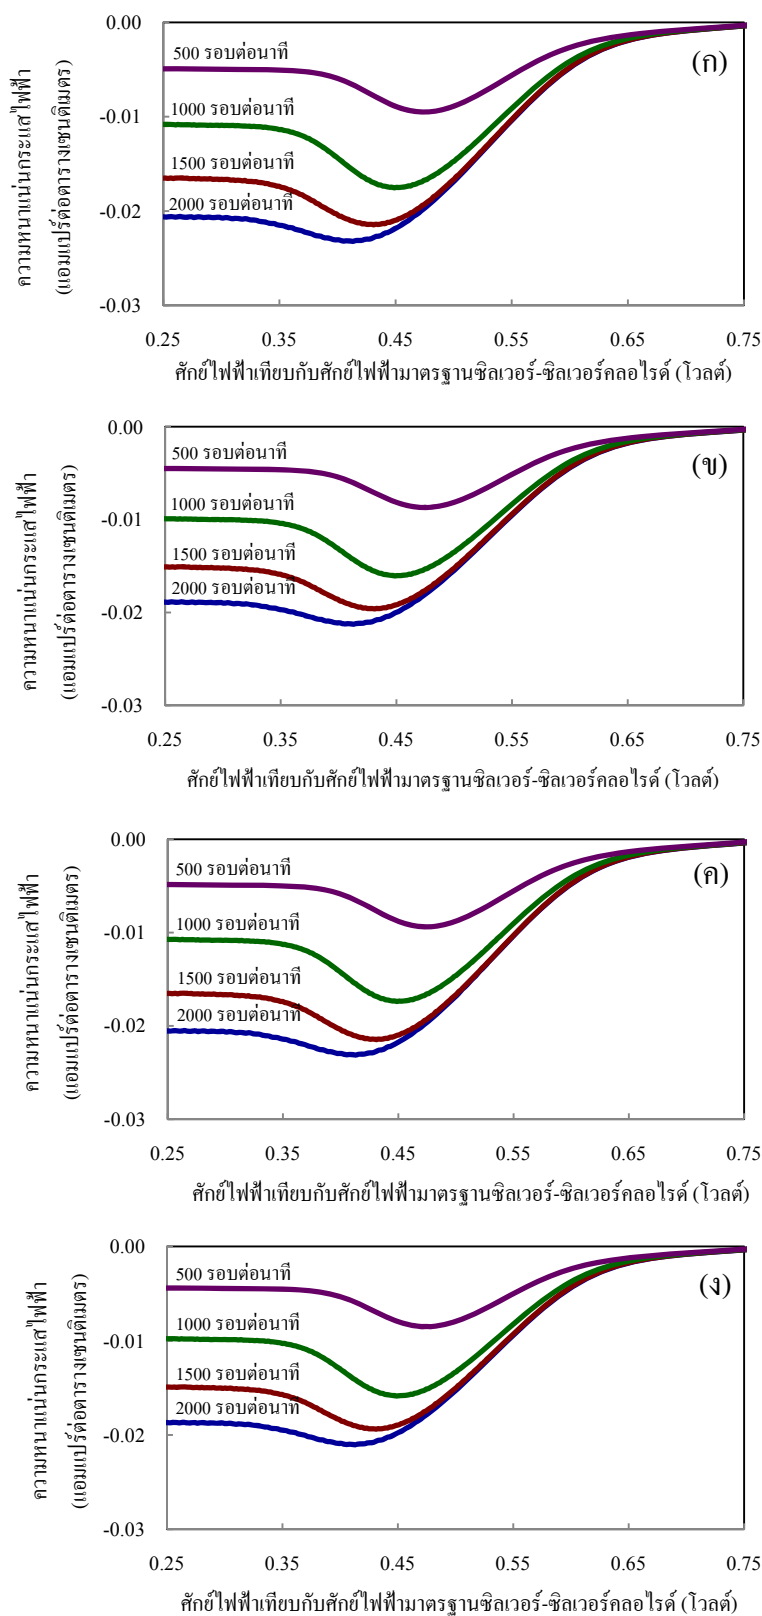 0.00
500 รอบต่อนาที
(ก)
1000 รอบต่อนาที
-0.01
1500 รอบต่อนาที
2000 รอบต่อนาที
-0.02
-0.03
0.25 0.35 0.45 0.55 0.65 0.75
ความหนาแน่นกระแสไฟฟ้า
(แอมแปร์ต่อตารางเซนติเมตร)
ศักย์ไฟฟ้าเทียบกับศักย์ไฟฟ้ามาตรฐานซิลเวอร์-ซิลเวอร์คลอไรด์ (โวลต์)
0.00
500 รอบต่อนาที
(ข)
1000 รอบต่อนาที
-0.01
1500 รอบต่อนาที
2000 รอบต่อนาที
-0.02
-0.03
0.25 0.35 0.45 0.55 0.65 0.75
ความหนาแน่นกระแสไฟฟ้า
(แอมแปร์ต่อตารางเซนติเมตร)
ศักย์ไฟฟ้าเทียบกับศักย์ไฟฟ้ามาตรฐานซิลเวอร์-ซิลเวอร์คลอไรด์ (โวลต์)
0.00
500 รอบต่อนาที
(ค)
1000 รอบต่อนาที
-0.01
1500 รอบต่อนาที
2000 รอบต่อนาที
-0.02
-0.03
0.25 0.35 0.45 0.55 0.65 0.75
ความหนาแน่นกระแสไฟฟ้า
(แอมแปร์ต่อตารางเซนติเมตร)
ศักย์ไฟฟ้าเทียบกับศักย์ไฟฟ้ามาตรฐานซิลเวอร์-ซิลเวอร์คลอไรด์ (โวลต์)
0.00
500 รอบต่อนาที
(ง)
1000 รอบต่อนาที
-0.01
1500 รอบต่อนาที
2000 รอบต่อนาที
-0.02
-0.03
0.25 0.35 0.45 0.55 0.65 0.75
ความหนาแน่นกระแสไฟฟ้า
(แอมแปร์ต่อตารางเซนติเมตร)
ศักย์ไฟฟ้าเทียบกับศักย์ไฟฟ้ามาตรฐานซิลเวอร์-ซิลเวอร์คลอไรด์ (โวลต์)